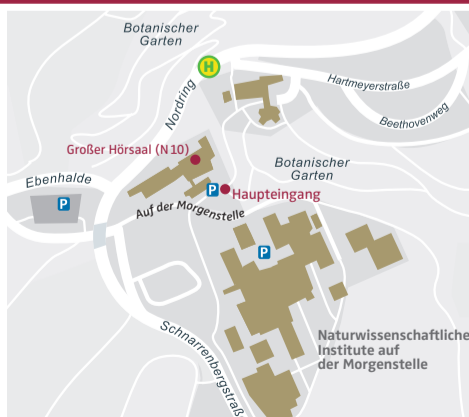 Botanischer
Garten
H
Nordring
Hartmeyerstraße
Beethovenweg
Großer Hörsaal (N10)
Botanischer
Garten
Ebenhalde
P
P
Haupteingang
Auf der Morgenstelle
P
Schnarrenbergstraß
Naturwissenschaftliche
Institute auf
der Morgenstelle